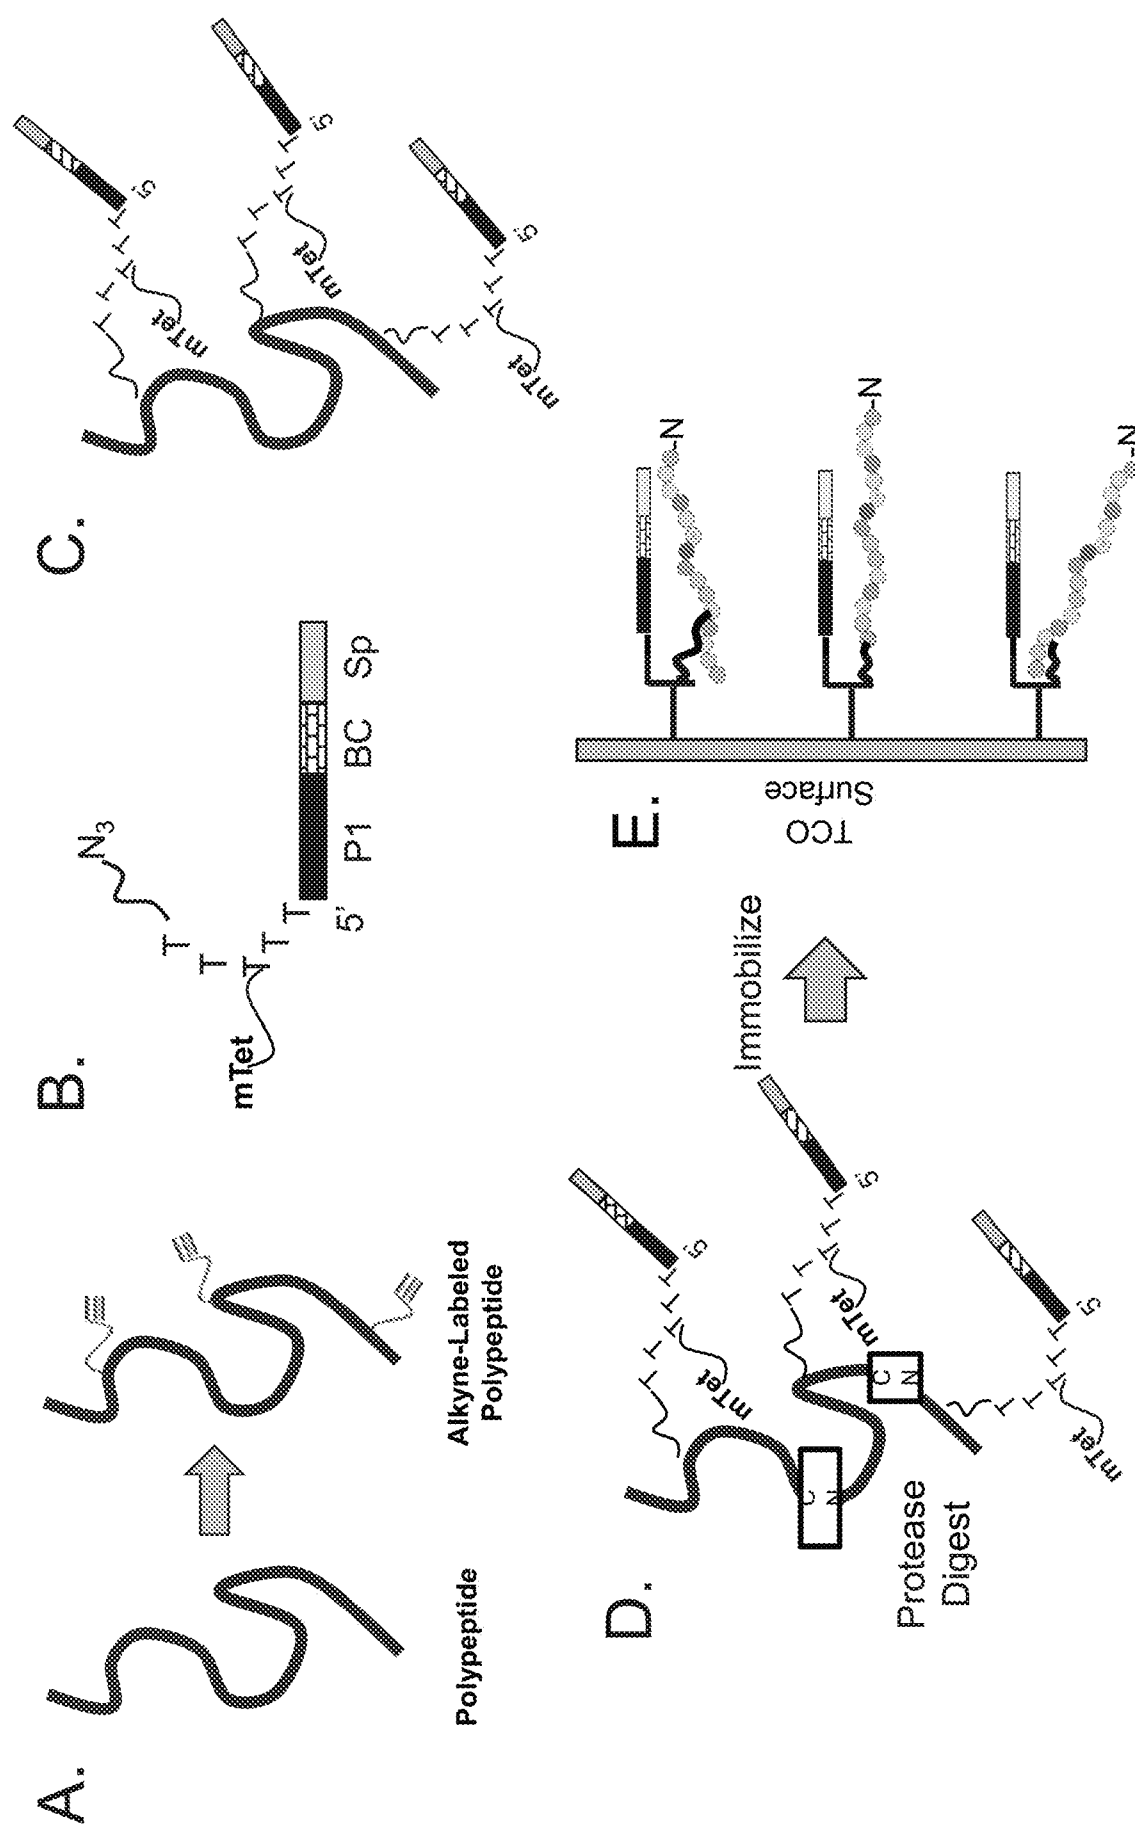 A.
Polypeptide
Alkyne-Labeled
Polypeptide
B.
N3
T
T
T
T
T
mTet
5'
P1
BC
Sp
C.
T
T
T
T
T
mTet
5'
T
T
T
T
T
mTet
5'
T
T
T
T
T
mTet
5'
D.
T
T
T
T
T
mTet
5'
T
T
T
T
T
mTet
5'
T
T
T
T
T
mTet
5'
C
N
C
N
Protease
Digest
Immobilize
E.
TCO
Surface
-N
-N
-N